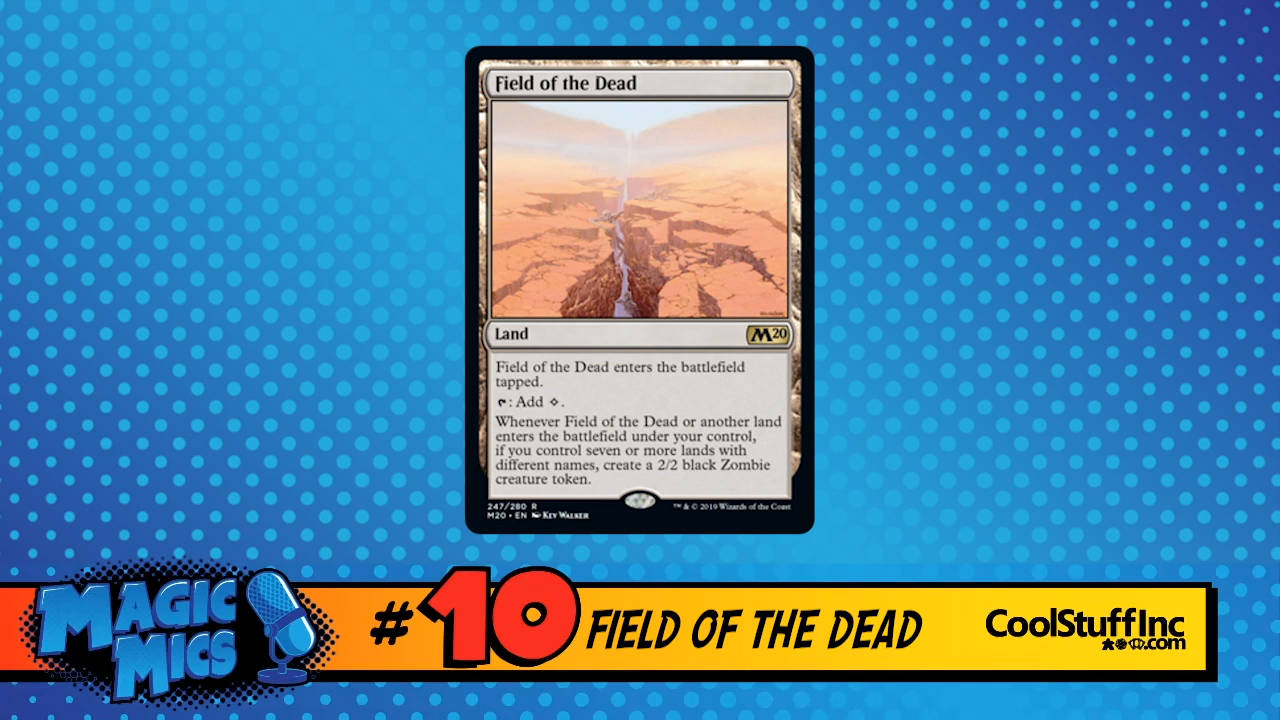 Field of the Dead
Land
M20
Field of the Dead enters the battlefield
tapped.
: Add .
Whenever Field of the Dead or another land
enters the battlefield under your control,
if you control seven or more lands with
different names, create a 2/2 black Zombie
creature token.
247/280 R
M20 • EN Kev Walker
™ & © 2019 Wizards of the Coast
MAGIC
MICS
#10 FIELD OF THE DEAD
CoolStuffInc
.com